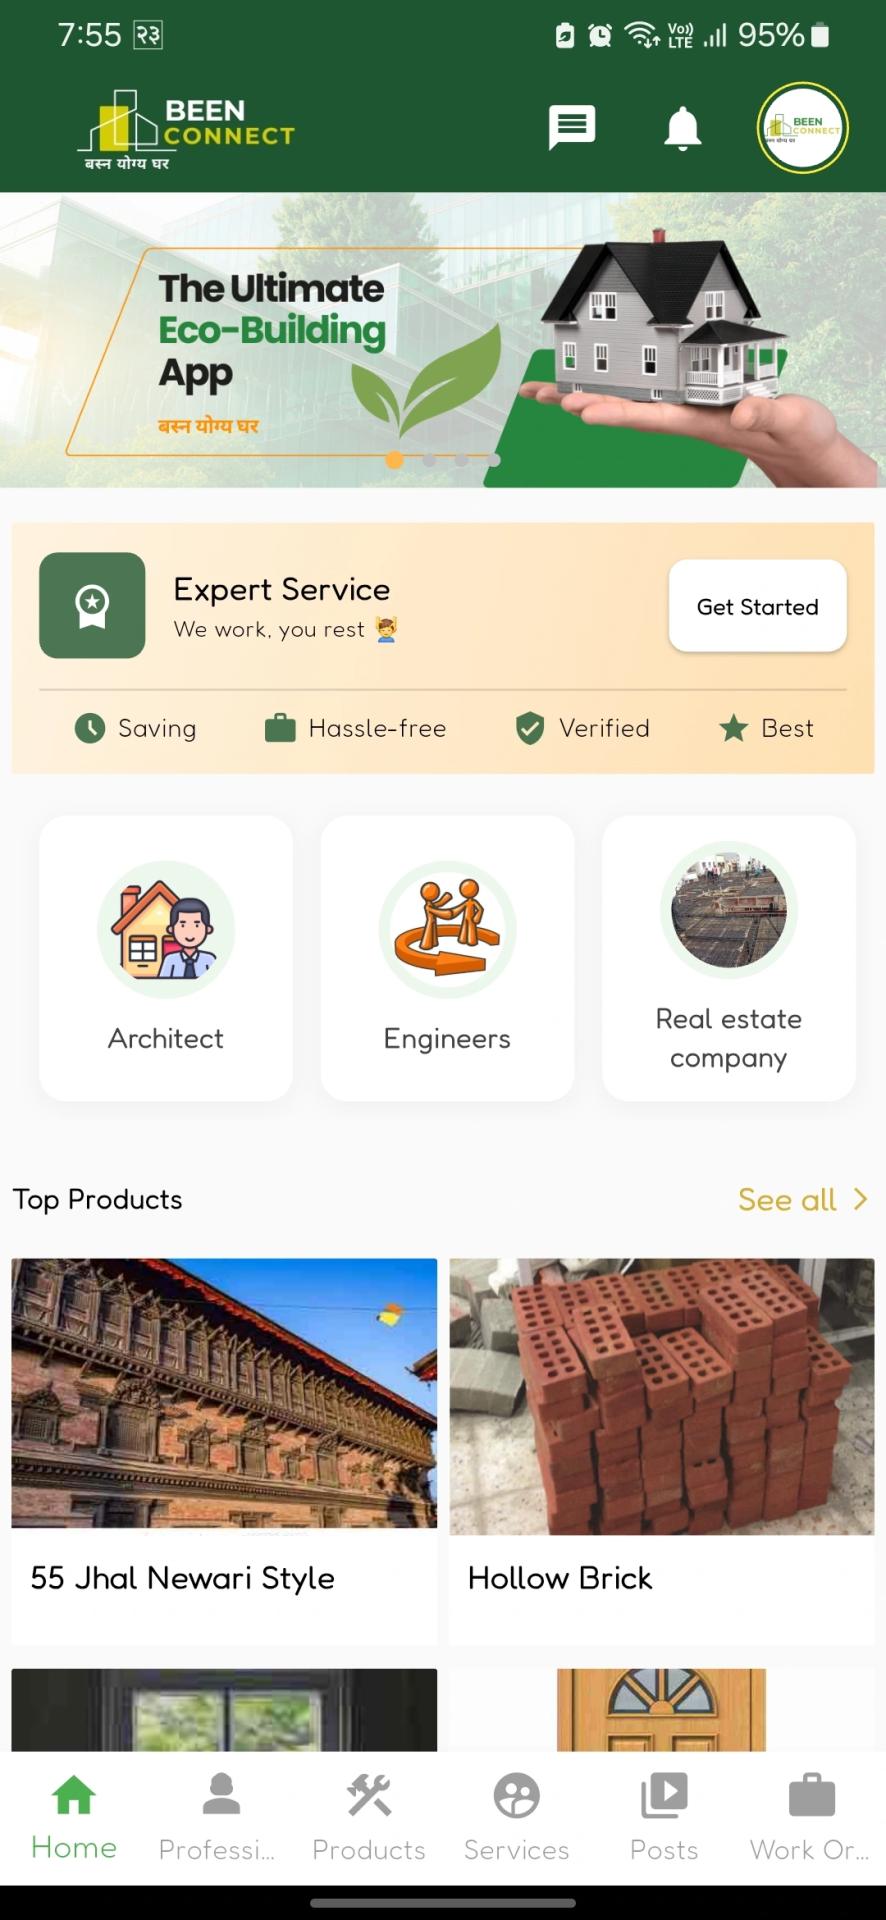 7:55 २३ Vo)) LTE 95%
BEEN
CONNECT
बस्न योग्य घर
BEEN
CONNECT
बस्न योग्य घर
The Ultimate
Eco-Building
App
बस्न योग्य घर
Expert Service
We work, you rest
Get Started
Saving Hassle-free Verified Best
Architect
Engineers
Real estate
company
Top Products
See all
55 Jhal Newari Style
Hollow Brick
Home Professi... Products Services Posts Work Or...